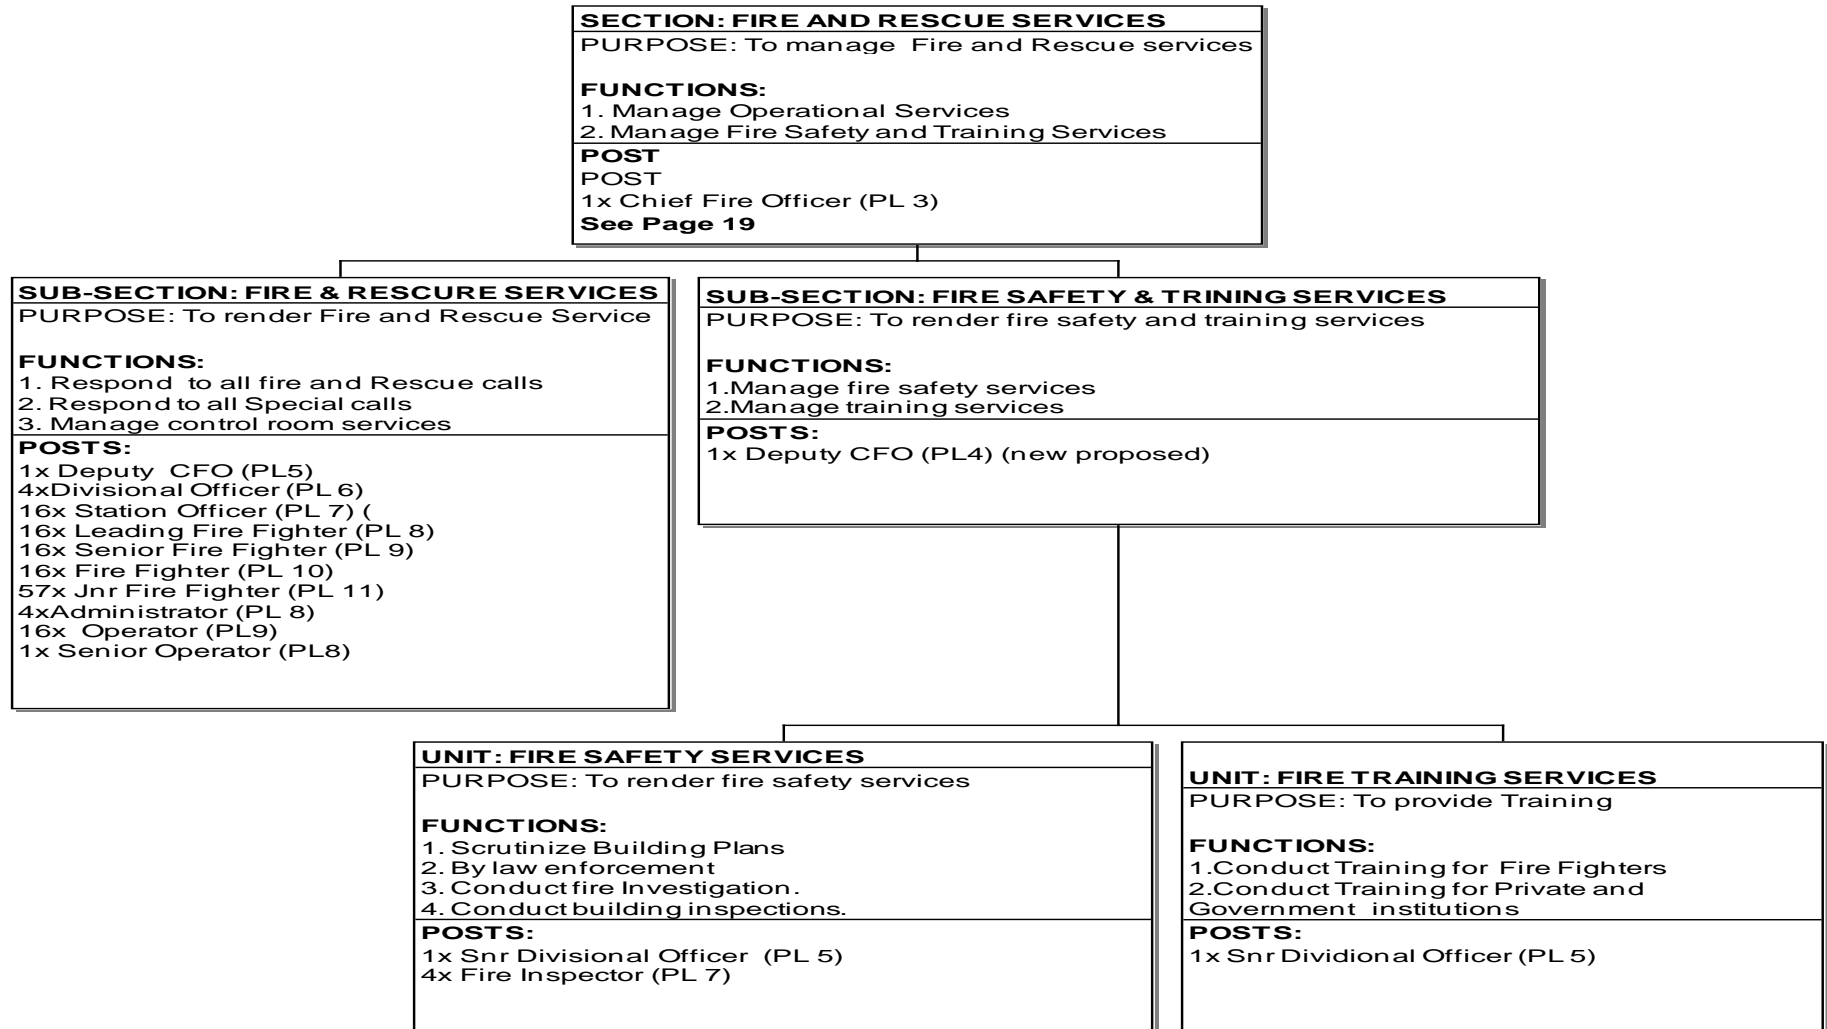 SECTION: FIRE AND RESCUE SERVICES
PURPOSE: To manage Fire and Rescue services
FUNCTIONS:
1. Manage Operational Services
2. Manage Fire Safety and Training Services
POST
POST
1x Chief Fire Officer (PL 3)
See Page 19
SUB-SECTION: FIRE & RESCURE SERVICES
PURPOSE: To render Fire and Rescue Service
FUNCTIONS:
1. Respond to all fire and Rescue calls
2. Respond to all Special calls
3. Manage control room services
POSTS:
1x Deputy CFO (PL5)
4xDivisional Officer (PL 6)
16x Station Officer (PL 7) (
16x Leading Fire Fighter (PL 8)
16x Senior Fire Fighter (PL 9)
16x Fire Fighter (PL 10)
57x Jnr Fire Fighter (PL 11)
4xAdministrator (PL 8)
16x Operator (PL9)
1x Senior Operator (PL8)
SUB-SECTION: FIRE SAFETY & TRINING SERVICES
PURPOSE: To render fire safety and training services
FUNCTIONS:
1.Manage fire safety services
2.Manage training services
POSTS:
1x Deputy CFO (PL4) (new proposed)
UNIT: FIRE SAFETY SERVICES
PURPOSE: To render fire safety services
FUNCTIONS:
1. Scrutinize Building Plans
2. By law enforcement
3. Conduct fire Investigation.
4. Conduct building inspections.
POSTS:
1x Snr Divisional Officer (PL 5)
4x Fire Inspector (PL 7)
UNIT: FIRE TRAINING SERVICES
PURPOSE: To provide Training
FUNCTIONS:
1.Conduct Training for Fire Fighters
2.Conduct Training for Private and
Government institutions
POSTS:
1x Snr Dividional Officer (PL 5)